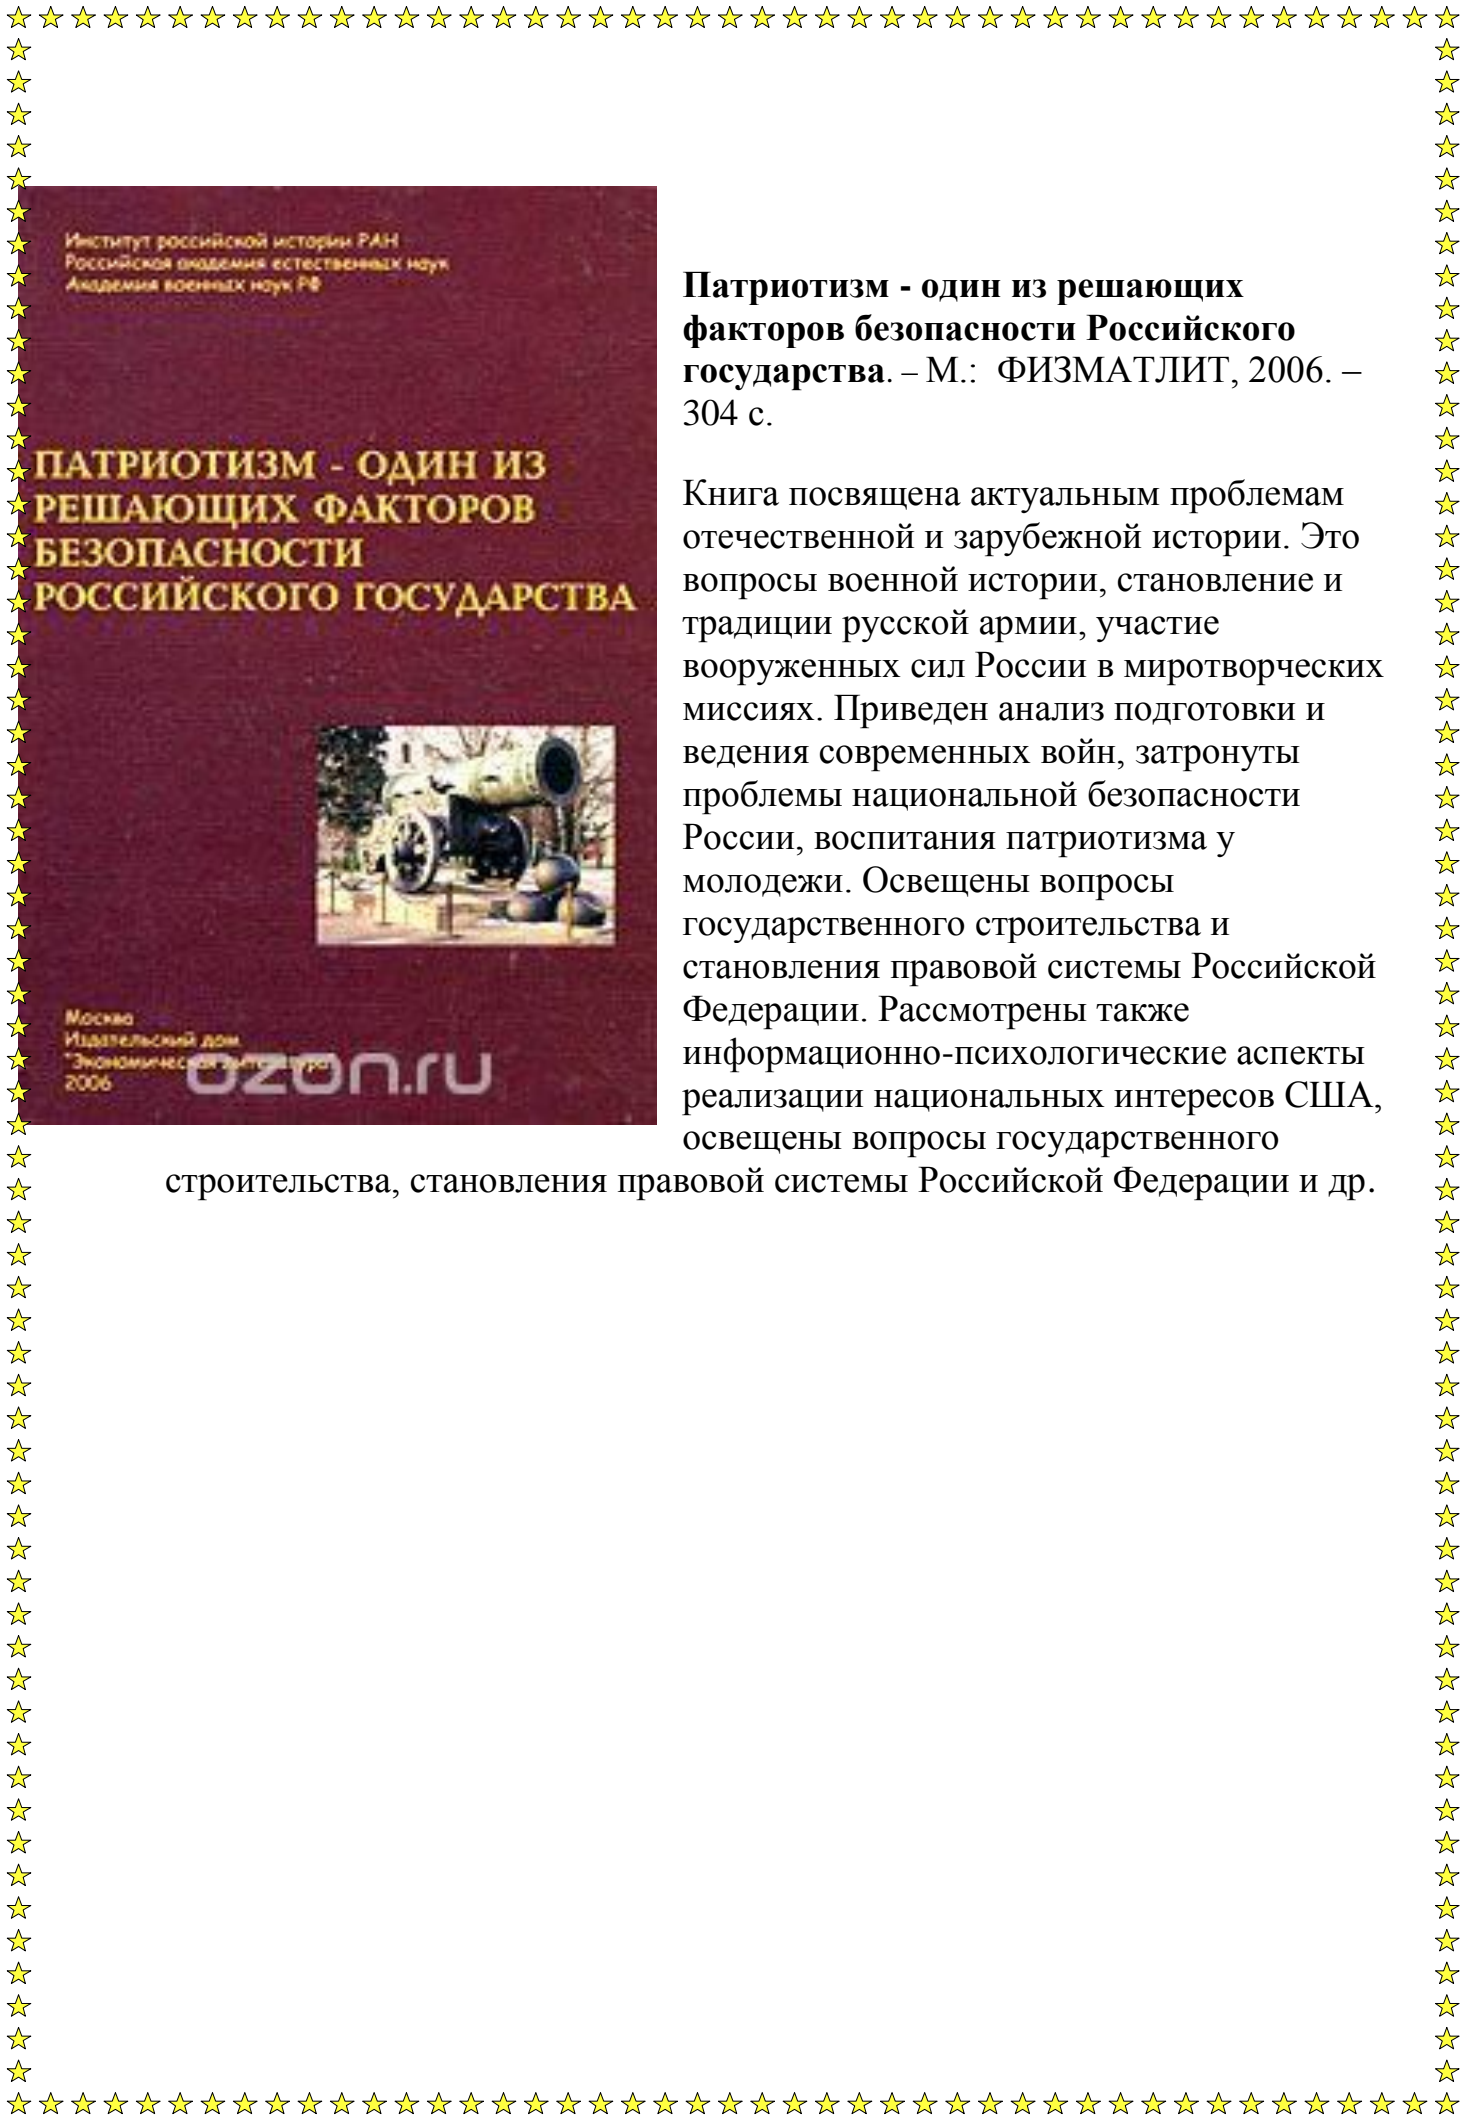 Институт российской истории РАН
Российская академия естественных наук
Академия военных наук РФ
ПАТРИОТИЗМ - ОДИН ИЗ
РЕШАЮЩИХ ФАКТОРОВ
БЕЗОПАСНОСТИ
РОССИЙСКОГО ГОСУДАРСТВА
Москва
Издательский дом
"Экономическая
2006
ozon.ru
Патриотизм - один из решающих
факторов безопасности Российского
государства. – М.: ФИЗМАТЛИТ, 2006. –
304 с.
Книга посвящена актуальным проблемам
отечественной и зарубежной истории. Это
вопросы военной истории, становление и
традиции русской армии, участие
вооруженных сил России в миротворческих
миссиях. Приведен анализ подготовки и
ведения современных войн, затронуты
проблемы национальной безопасности
России, воспитания патриотизма у
молодежи. Освещены вопросы
государственного строительства и
становления правовой системы Российской
Федерации. Рассмотрены также
информационно-психологические аспекты
реализации национальных интересов США,
освещены вопросы государственного
строительства, становления правовой системы Российской Федерации и др.